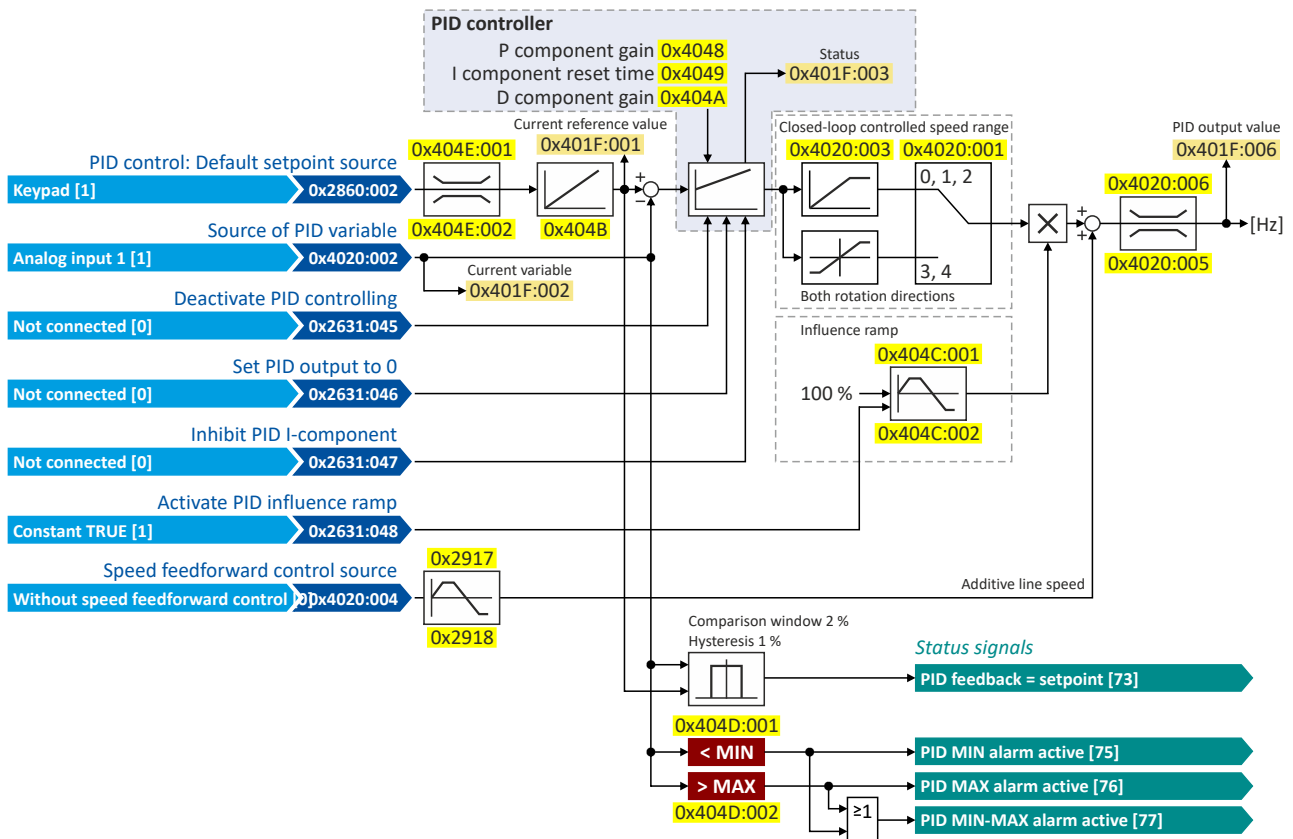 PID controller
P component gain 0x4048
I component reset time 0x4049
D component gain 0x404A
Status
0x401F:003
Current reference value
0x401F:001
Closed-loop controlled speed range
0x4020:003 0x4020:001
0, 1, 2
3, 4
Both rotation directions
PID output value
0x401F:006
0x4020:006
0x4020:005
[Hz]
PID control: Default setpoint source
Keypad [1] 0x2860:002
0x404E:001
0x404E:002
0x404B
+
−
+
+
Source of PID variable
Analog input 1 [1] 0x4020:002
Current variable
0x401F:002
Deactivate PID controlling
Not connected [0] 0x2631:045
Set PID output to 0
Not connected [0] 0x2631:046
Influence ramp
0x404C:001
100 %
0x404C:002
Inhibit PID I-component
Not connected [0] 0x2631:047
Activate PID influence ramp
Constant TRUE [1] 0x2631:048
Speed feedforward control source
Without speed feedforward control [0] 0x4020:004
0x2917
0x2918
Additive line speed
Comparison window 2 %
Hysteresis 1 %
Status signals
PID feedback = setpoint [73]
0x404D:001
< MIN
PID MIN alarm active [75]
> MAX
PID MAX alarm active [76]
0x404D:002
≥1
PID MIN-MAX alarm active [77]